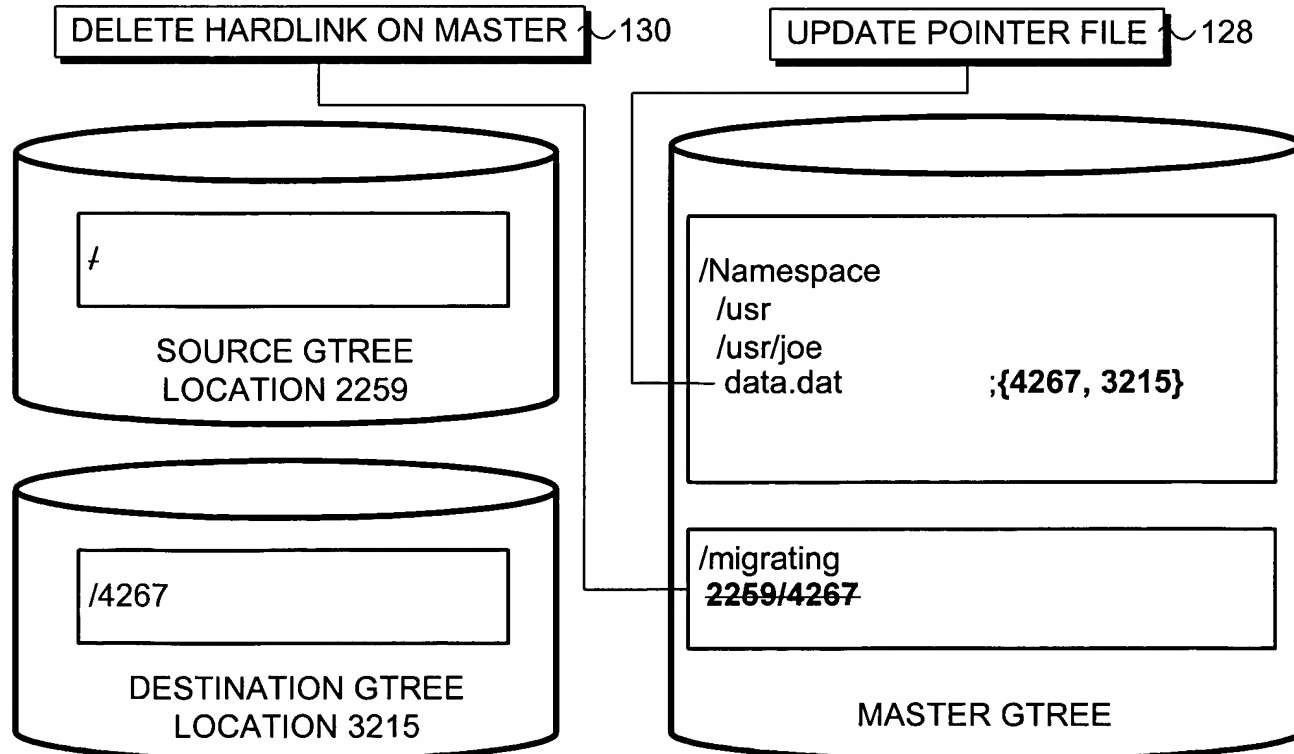 DELETE HARDLINK ON MASTER 130
UPDATE POINTER FILE 128
/
SOURCE GTREE
LOCATION 2259
/4267
DESTINATION GTREE
LOCATION 3215
/Namespace
/usr
/usr/joe
data.dat ;{4267, 3215}
/migrating
2259/4267
MASTER GTREE